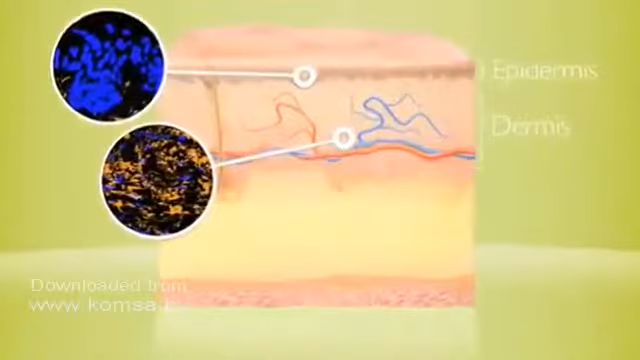 Epidermis
Dermis
Downloaded from
www komsa